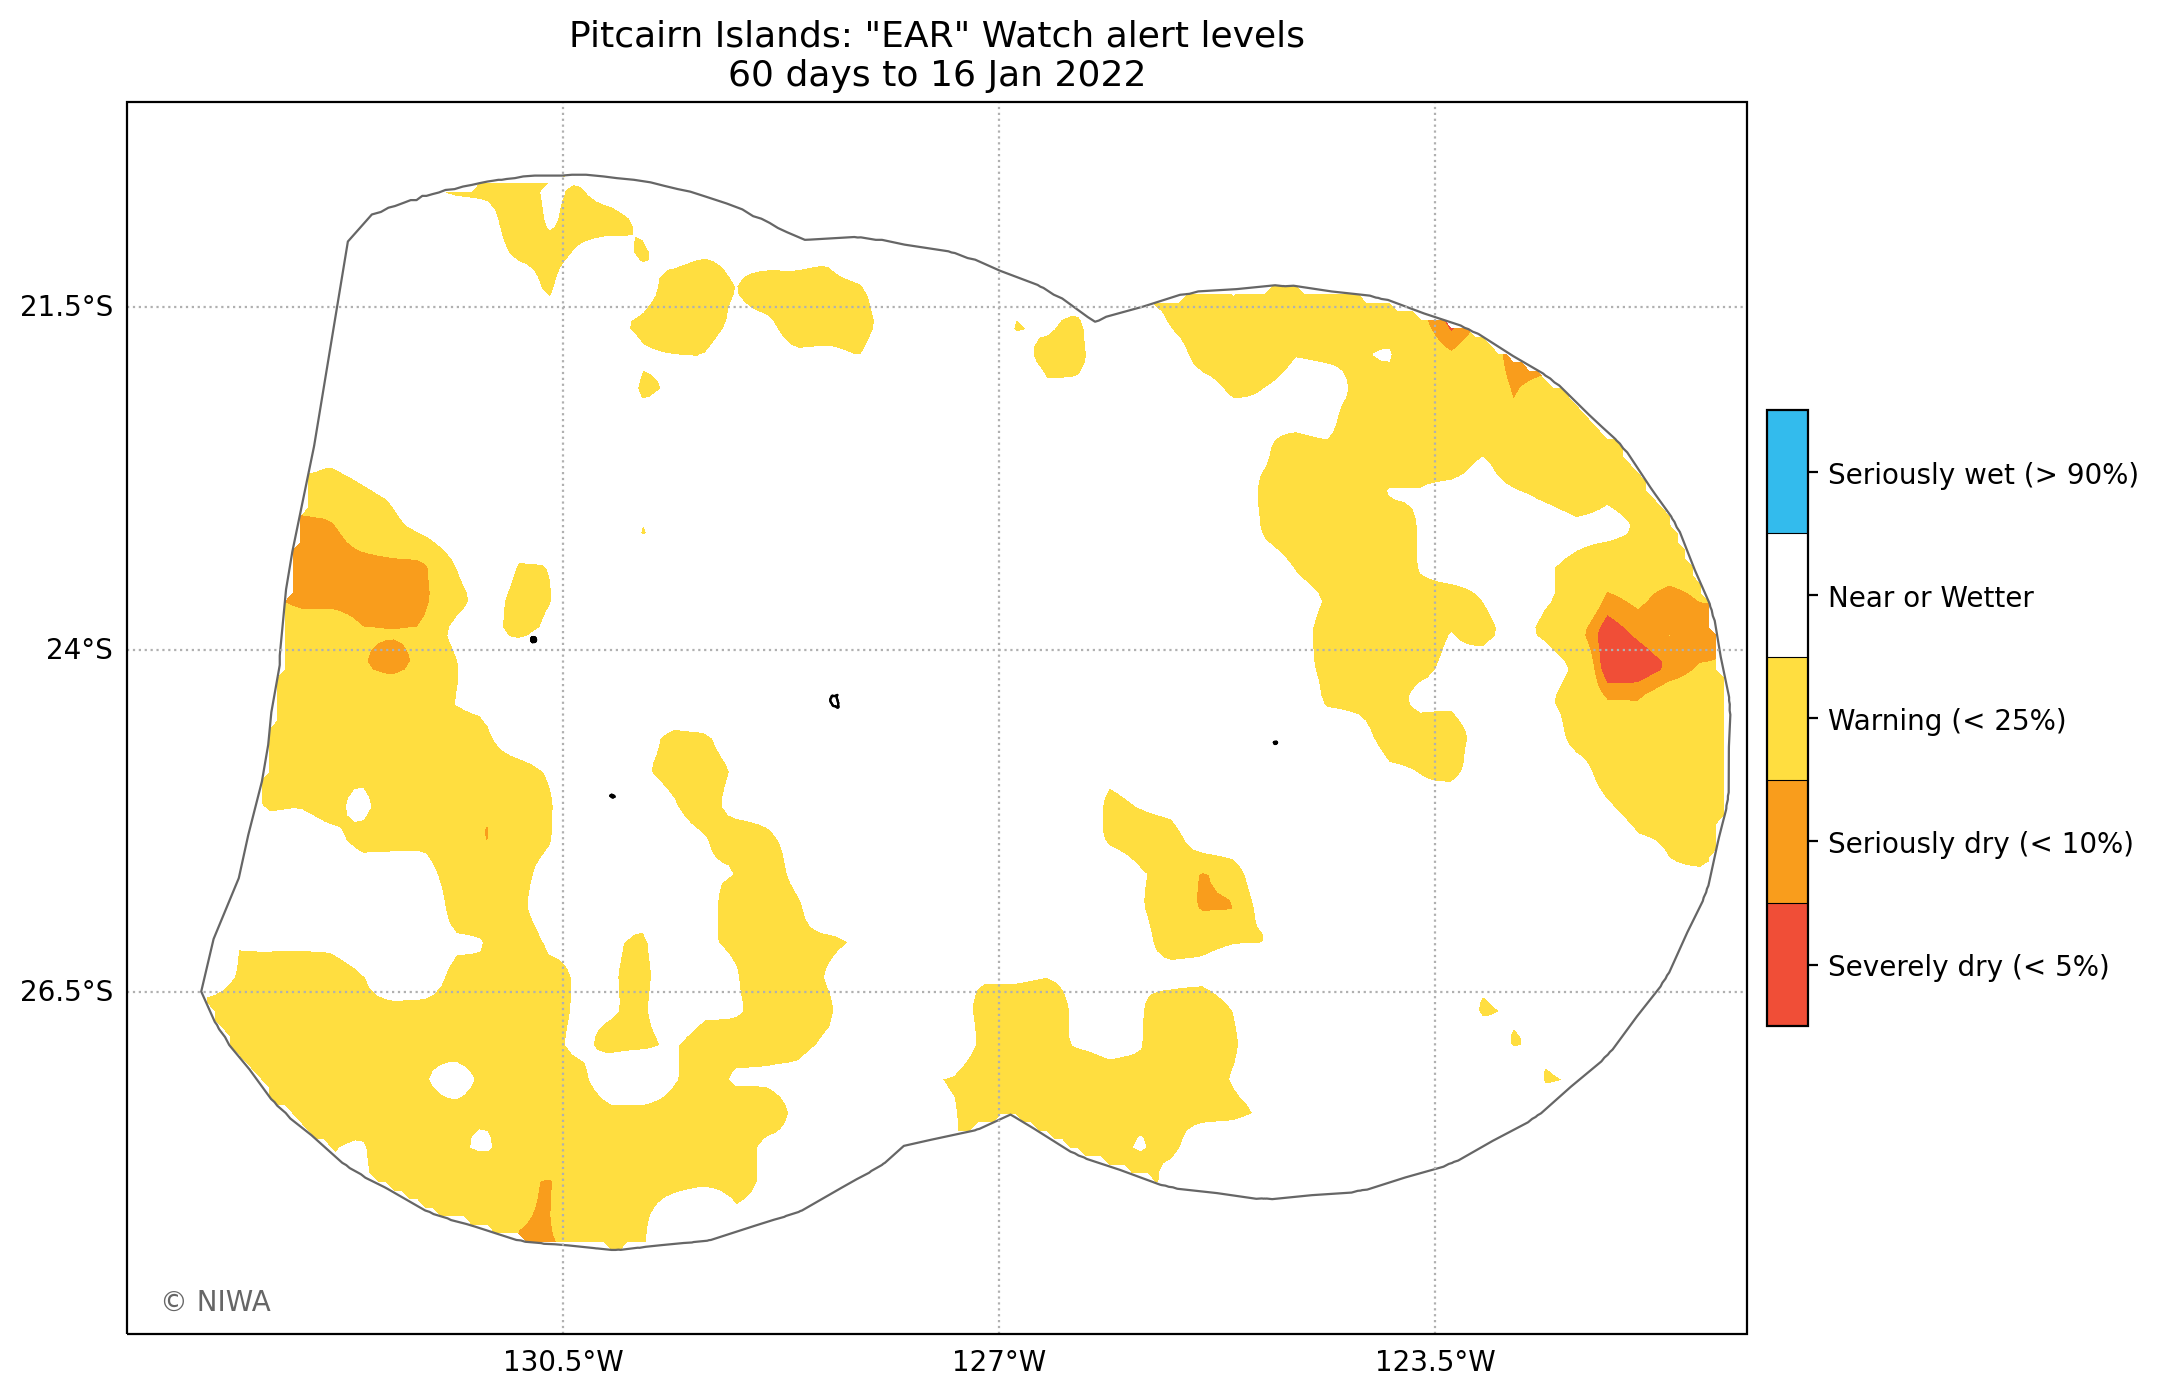 Pitcairn Islands: "EAR" Watch alert levels
60 days to 16 Jan 2022
21.5°S
24°S
26.5°S
130.5°W
127°W
123.5°W
Seriously wet (> 90%)
Near or Wetter
Warning (< 25%)
Seriously dry (< 10%)
Severely dry (< 5%)
© NIWA